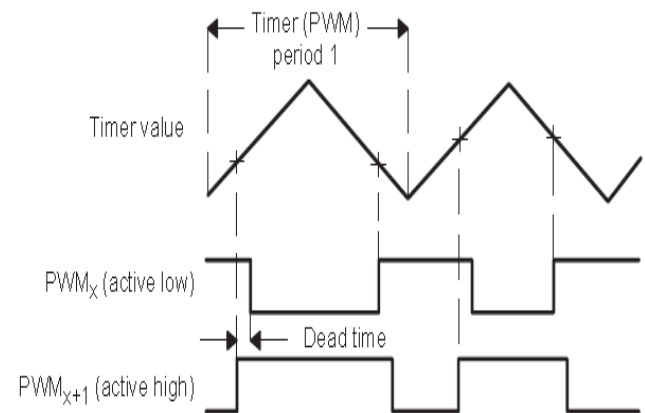 Timer (PWM)
period 1
Timer value
PWMX (active low)
Dead time
PWMX+1 (active high)